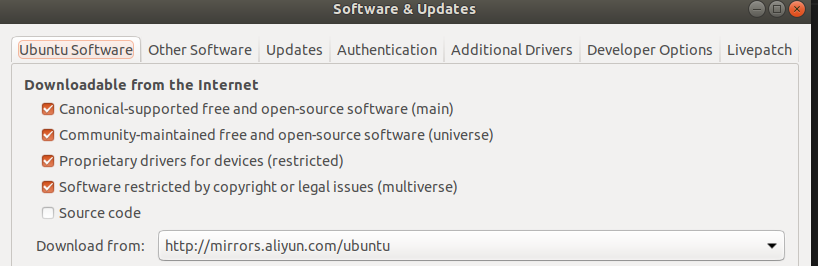 Software & Updates
Ubuntu Software Other Software Updates Authentication Additional Drivers Developer Options Livepatch
Downloadable from the Internet
Canonical-supported free and open-source software (main)
Community-maintained free and open-source software (universe)
Proprietary drivers for devices (restricted)
Software restricted by copyright or legal issues (multiverse)
Source code
Download from: http://mirrors.aliyun.com/ubuntu